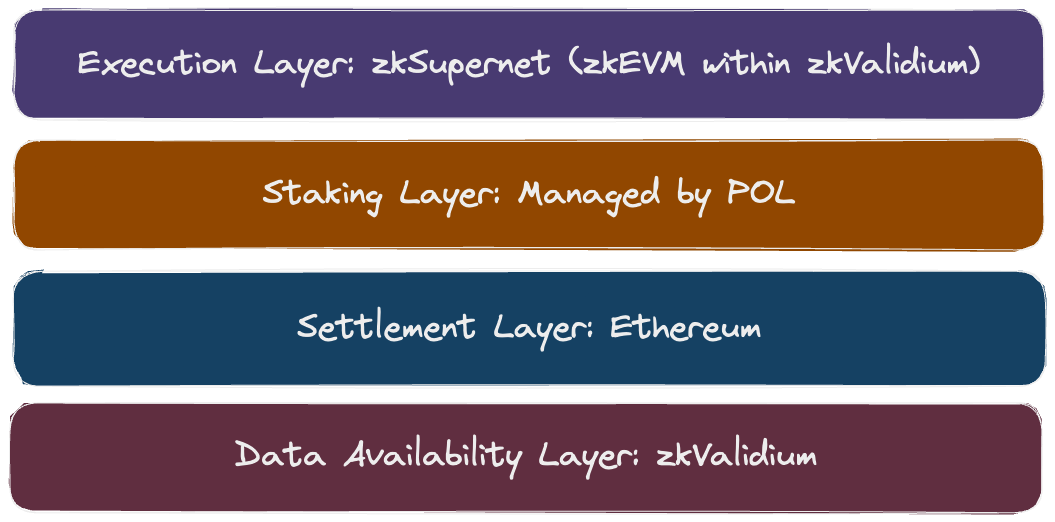 Execution Layer: zkSupernet (zkEVM within zkValidium)
Staking Layer: Managed by POL
Settlement Layer: Ethereum
Data Availability Layer: zkValidium